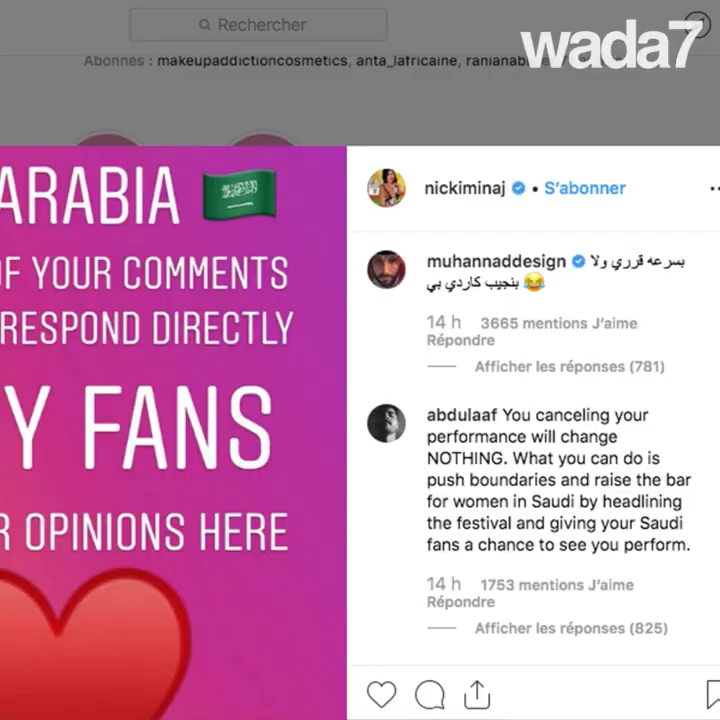 Rechercher
wada7
Abonnés : makeupaddictioncosmetics, anta_lafricaine,
ARABIA
OF YOUR COMMENTS
RESPOND DIRECTLY
Y FANS
R OPINIONS HERE
nickiminaj • S'abonner
muhannaddesign بسرعه قرري ولا
بنجيب كاردي بي
14 h 3665 mentions J'aime
Répondre
Afficher les réponses (781)
abdulaaf You canceling your
performance will change
NOTHING. What you can do is
push boundaries and raise the bar
for women in Saudi by headlining
the festival and giving your Saudi
fans a chance to see you perform.
14 h 1753 mentions J'aime
Répondre
Afficher les réponses (825)